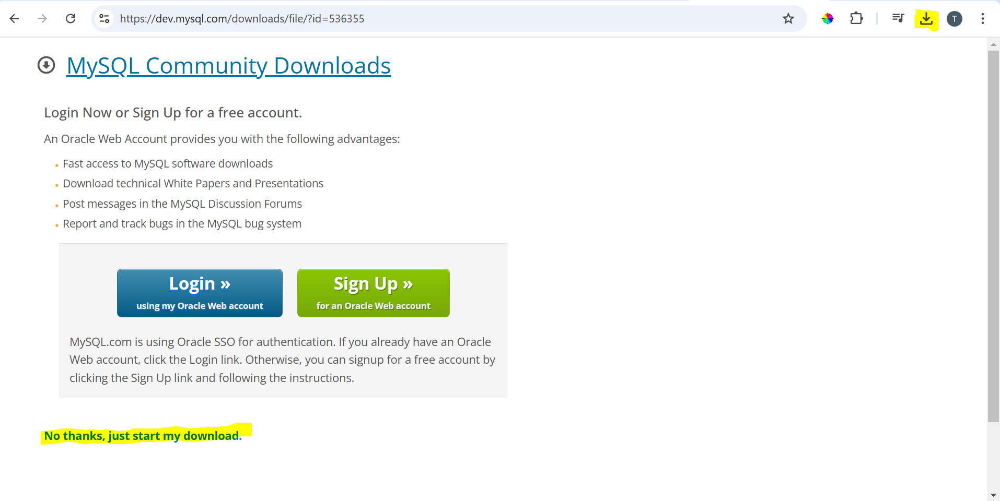 https://dev.mysql.com/downloads/file/?id=536355
T
MySQL Community Downloads
Login Now or Sign Up for a free account.
An Oracle Web Account provides you with the following advantages:
Fast access to MySQL software downloads
Download technical White Papers and Presentations
Post messages in the MySQL Discussion Forums
Report and track bugs in the MySQL bug system
Login »
using my Oracle Web account
Sign Up »
for an Oracle Web account
MySQL.com is using Oracle SSO for authentication. If you already have an Oracle
Web account, click the Login link. Otherwise, you can signup for a free account by
clicking the Sign Up link and following the instructions.
No thanks, just start my download.